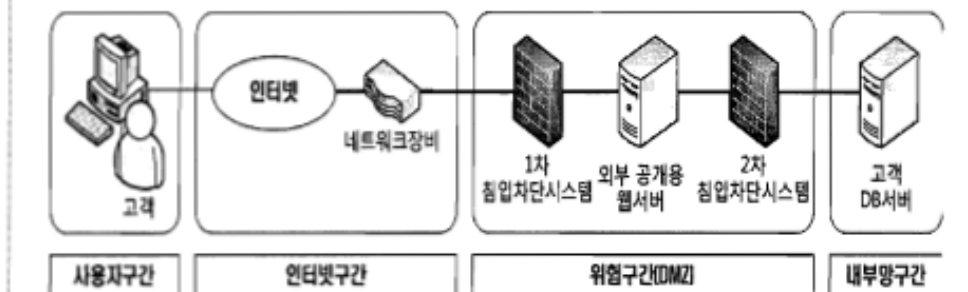 인터넷
네트워크장비
고객
1차
침입차단시스템
외부 공개용
웹서버
2차
침입차단시스템
고객
DB서버
사용자구간
인터넷구간
위험구간(DMZ)
내부망구간